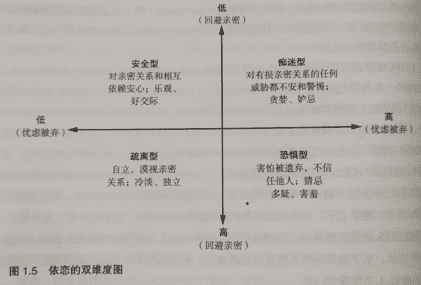 低
(回避亲密)
安全型
对亲密关系和相互
依赖安心；乐观、
好交际
痴迷型
对有损亲密关系的任何
威胁都不安和警惕；
贪婪、妒忌
低
(忧虑被弃)
高
(忧虑被弃)
疏离型
自立、漠视亲密
关系；冷淡、独立
恐惧型
害怕被遗弃，不信
任他人；猜忌
多疑、害羞
高
(回避亲密)
图 1.5 依恋的双维度图